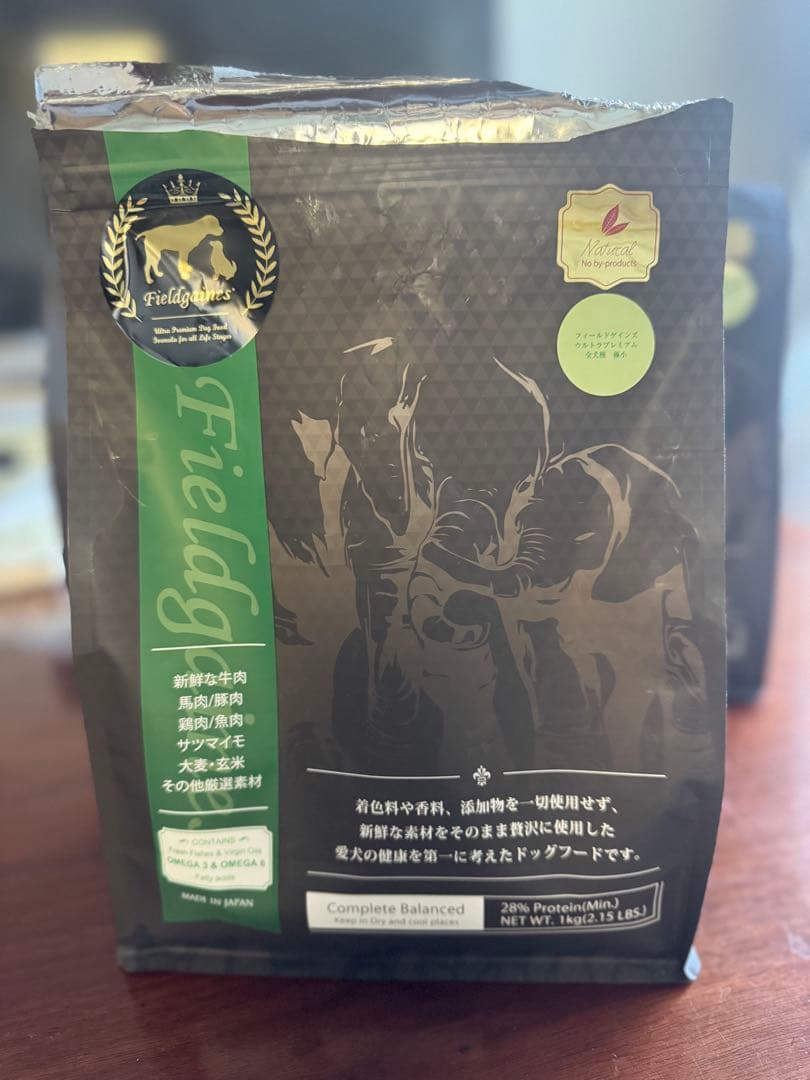 Fieldgaines
Ultra Premium Dog Food
Formula for all Life Stages
Natural
No by-products
フィールドゲインズ
ウルトラプレミアム
全犬種 極小
Fieldgaines
新鮮な牛肉
馬肉/豚肉
鶏肉/魚肉
サツマイモ
大麦・玄米
その他厳選素材
CONTAINS
Fresh Fishes & Virgin Oils
OMEGA 3 & OMEGA 6
Fatty acids
MADE IN JAPAN
着色料や香料、添加物を一切使用せず、
新鮮な素材をそのまま贅沢に使用した
愛犬の健康を第一に考えたドッグフードです。
Complete Balanced
Keep in Dry and cool places
28% Protein(Min.)
NET WT. 1kg(2.15 LBS.)